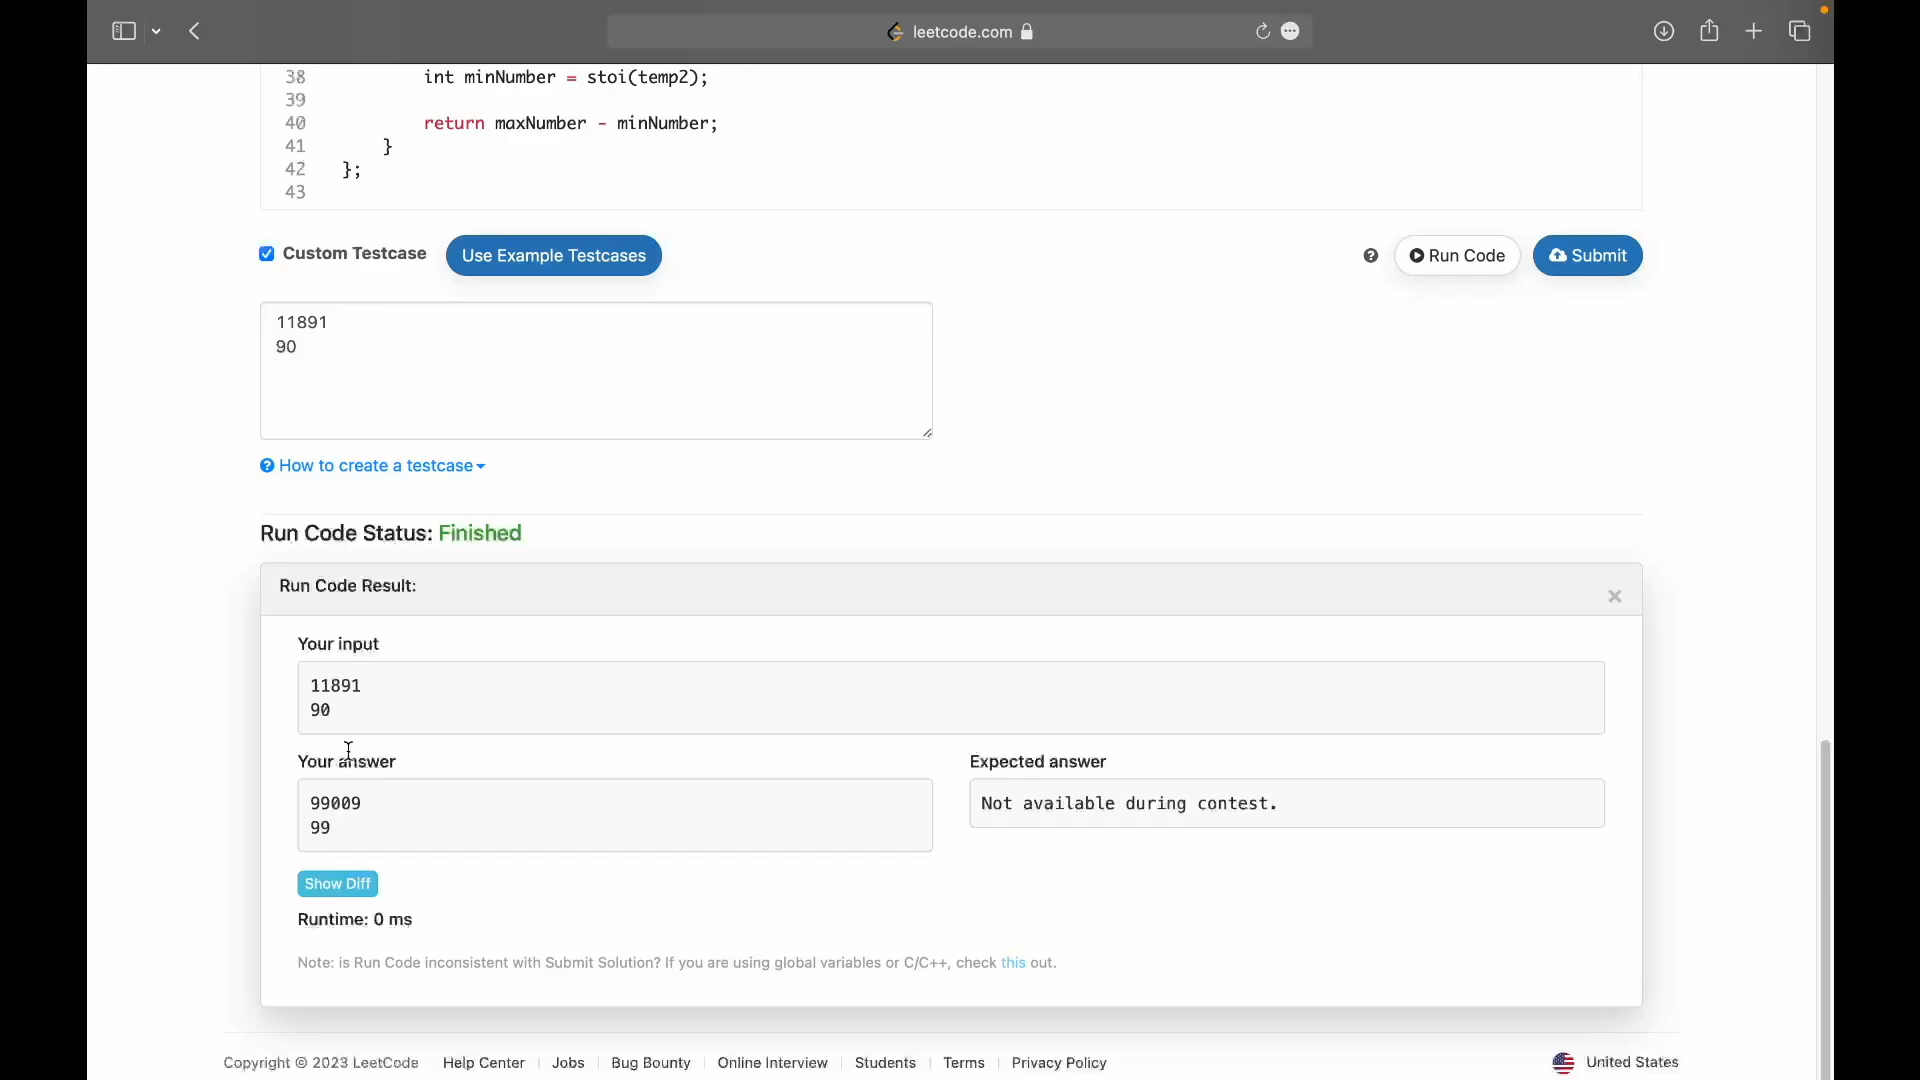 leetcode.com
38 int minNumber = stoi(temp2);
39
40 return maxNumber - minNumber;
41 }
42 };
43
Custom Testcase Use Example Testcases Run Code Submit
11891
90
How to create a testcase
Run Code Status: Finished
Run Code Result:
Your input
11891
90
Your answer Expected answer
99009 Not available during contest.
99
Show Diff
Runtime: 0 ms
Note: is Run Code inconsistent with Submit Solution? If you are using global variables or C/C++, check this out.
Copyright © 2023 LeetCode Help Center Jobs Bug Bounty Online Interview Students Terms Privacy Policy United States